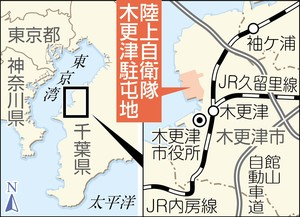 東京都
神奈川県
東京湾
千葉県
太平洋
N
陸上自衛隊
木更津駐屯地
袖ケ浦
JR久留里線
木更津
木更津市
木更津
市役所
館山
自動車道
JR内房線